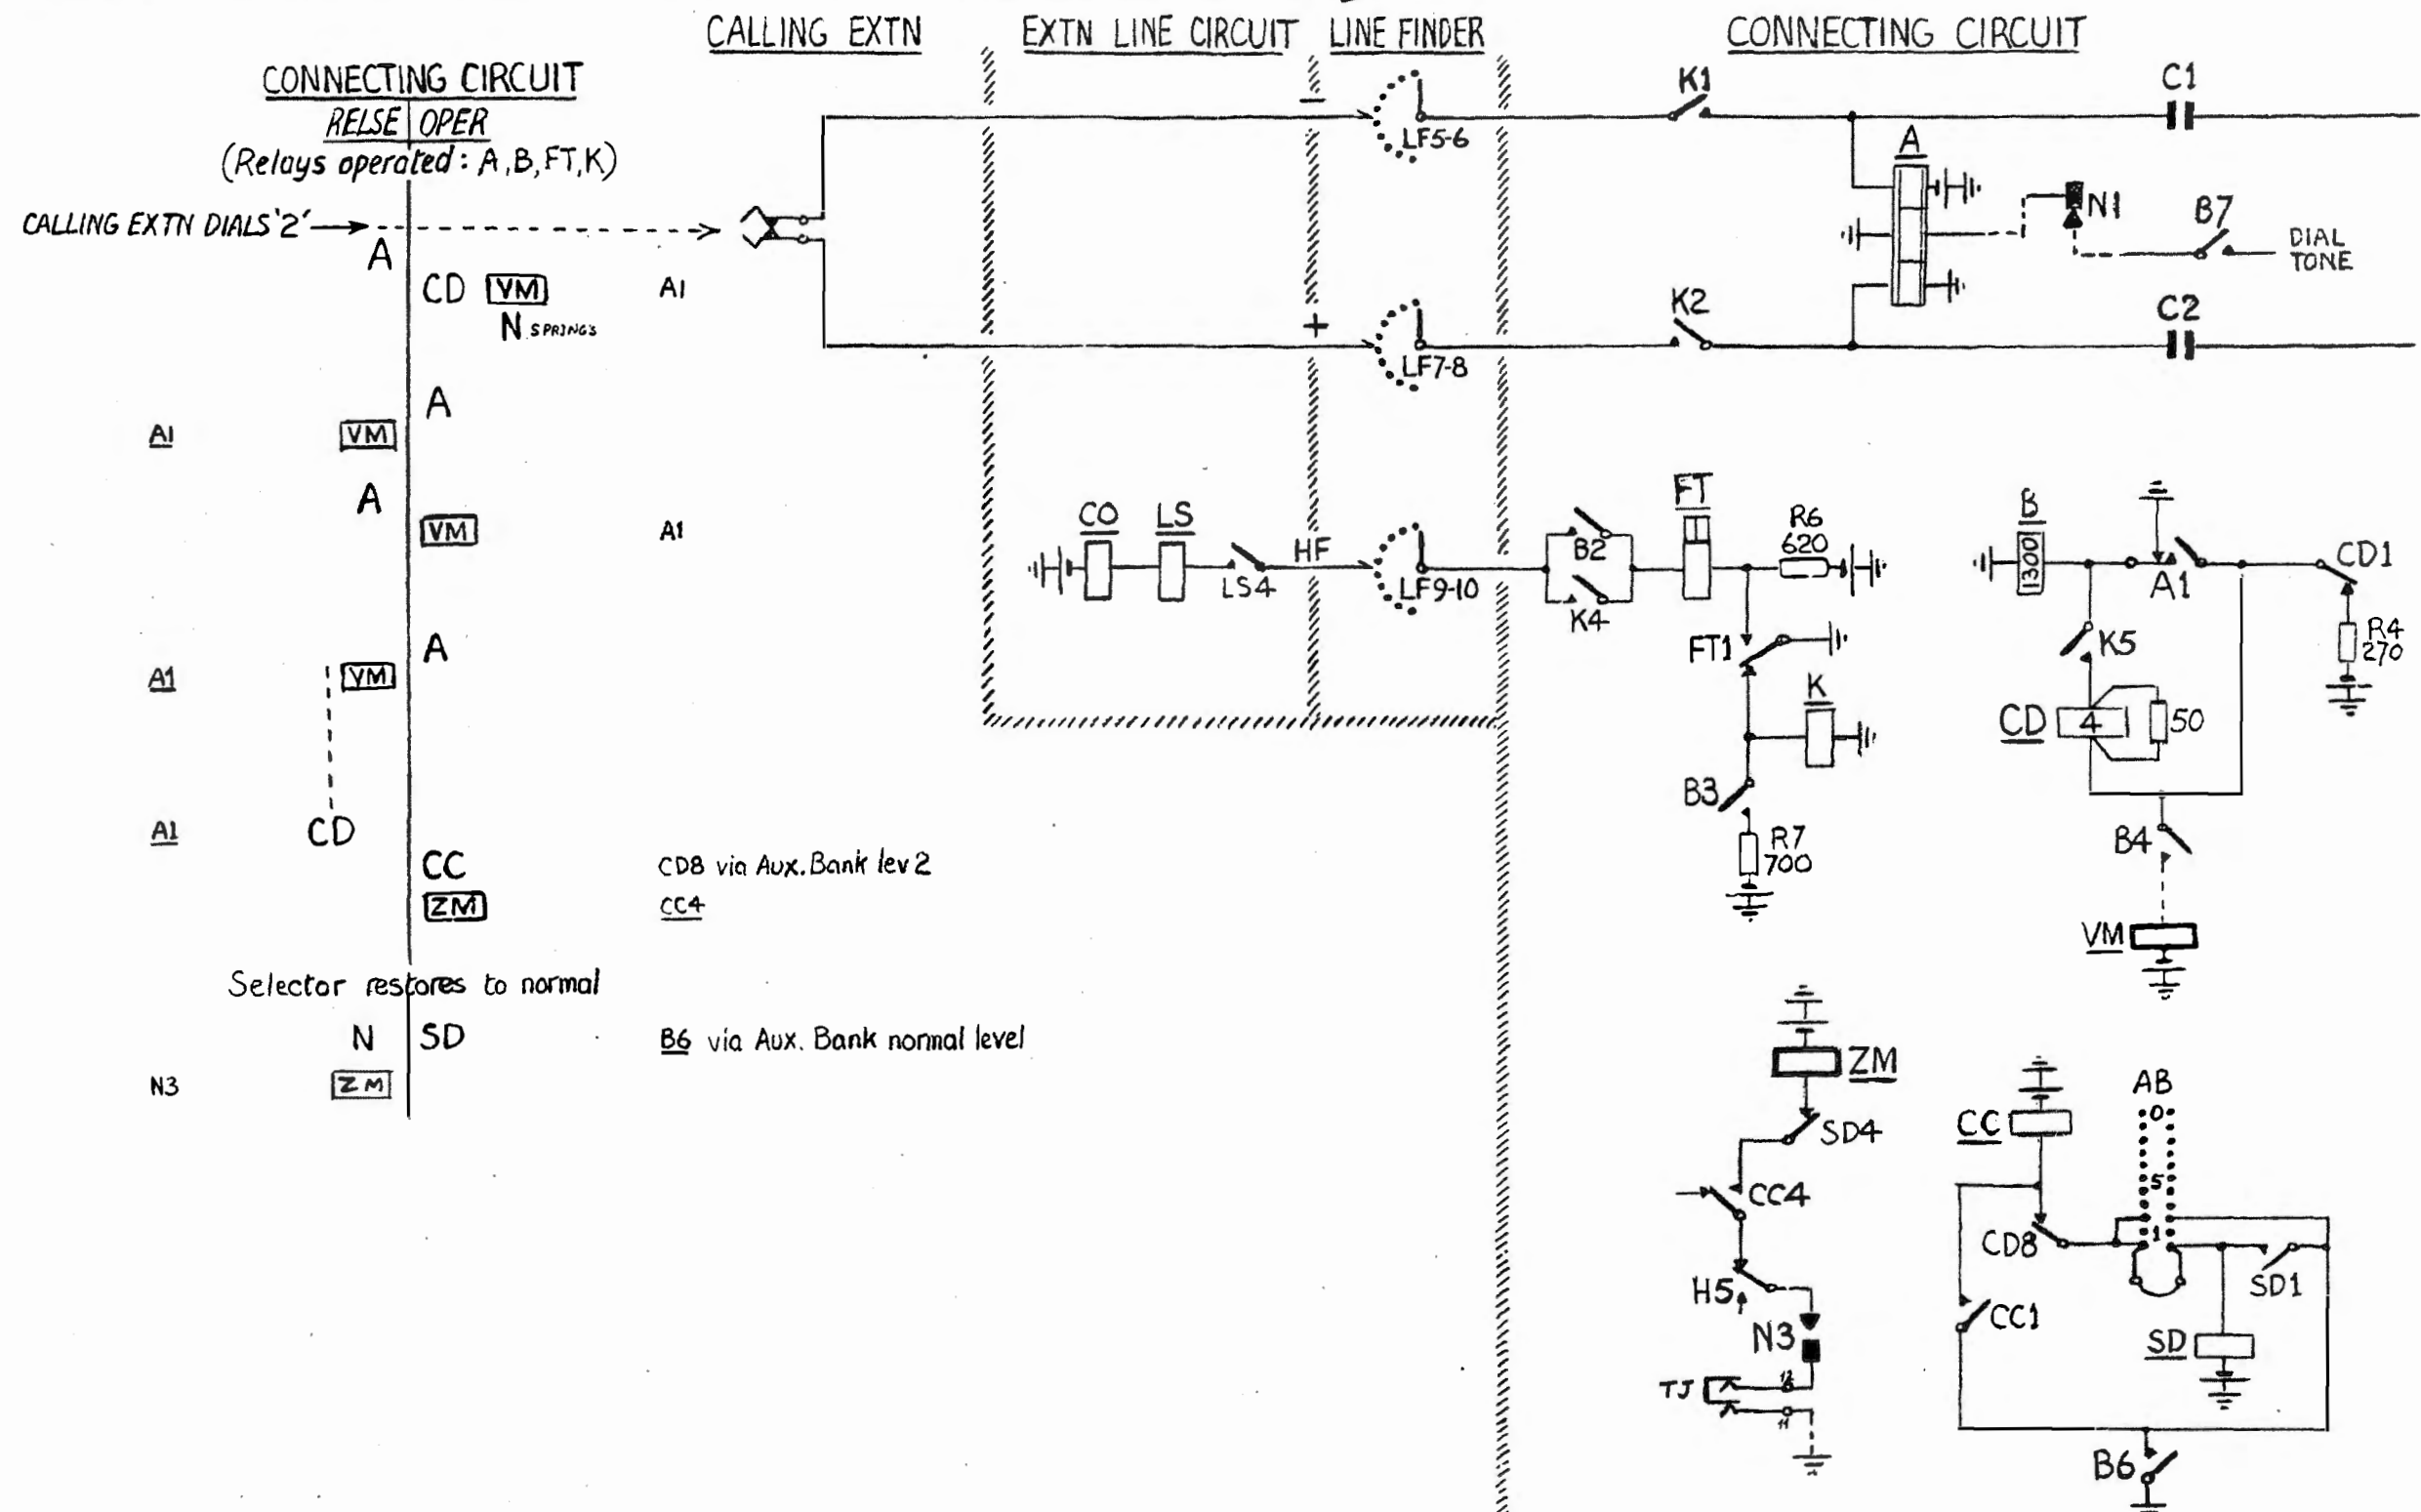 CALLING EXTN
EXTN LINE CIRCUIT
LINE FINDER
CONNECTING CIRCUIT
CONNECTING CIRCUIT
RELSE OPER
(Relays operated: A, B, FT, K)
CALLING EXTN DIALS '2'
A
CD VM A1
N SPRINGS
A
A1 VM
A
VM A1
A
A1 VM
A1 CD
CC CD8 via Aux. Bank lev 2
ZM CC4
Selector restores to normal
N SD B6 via Aux. Bank normal level
N3 ZM
−
LF5-6
K1
C1
A
N1
B7
DIAL
TONE
+
LF7-8
K2
C2
CO
LS
LS4
HF
LF9-10
B2
K4
FT
R6
620
FT1
K
B3
R7
700
B
1300
A1
CD1
R4
270
K5
CD
4
50
B4
VM
ZM
SD4
CC4
H5
N3
TJ
12
11
CC
AB
0
5
1
CD8
SD1
CC1
SD
B6